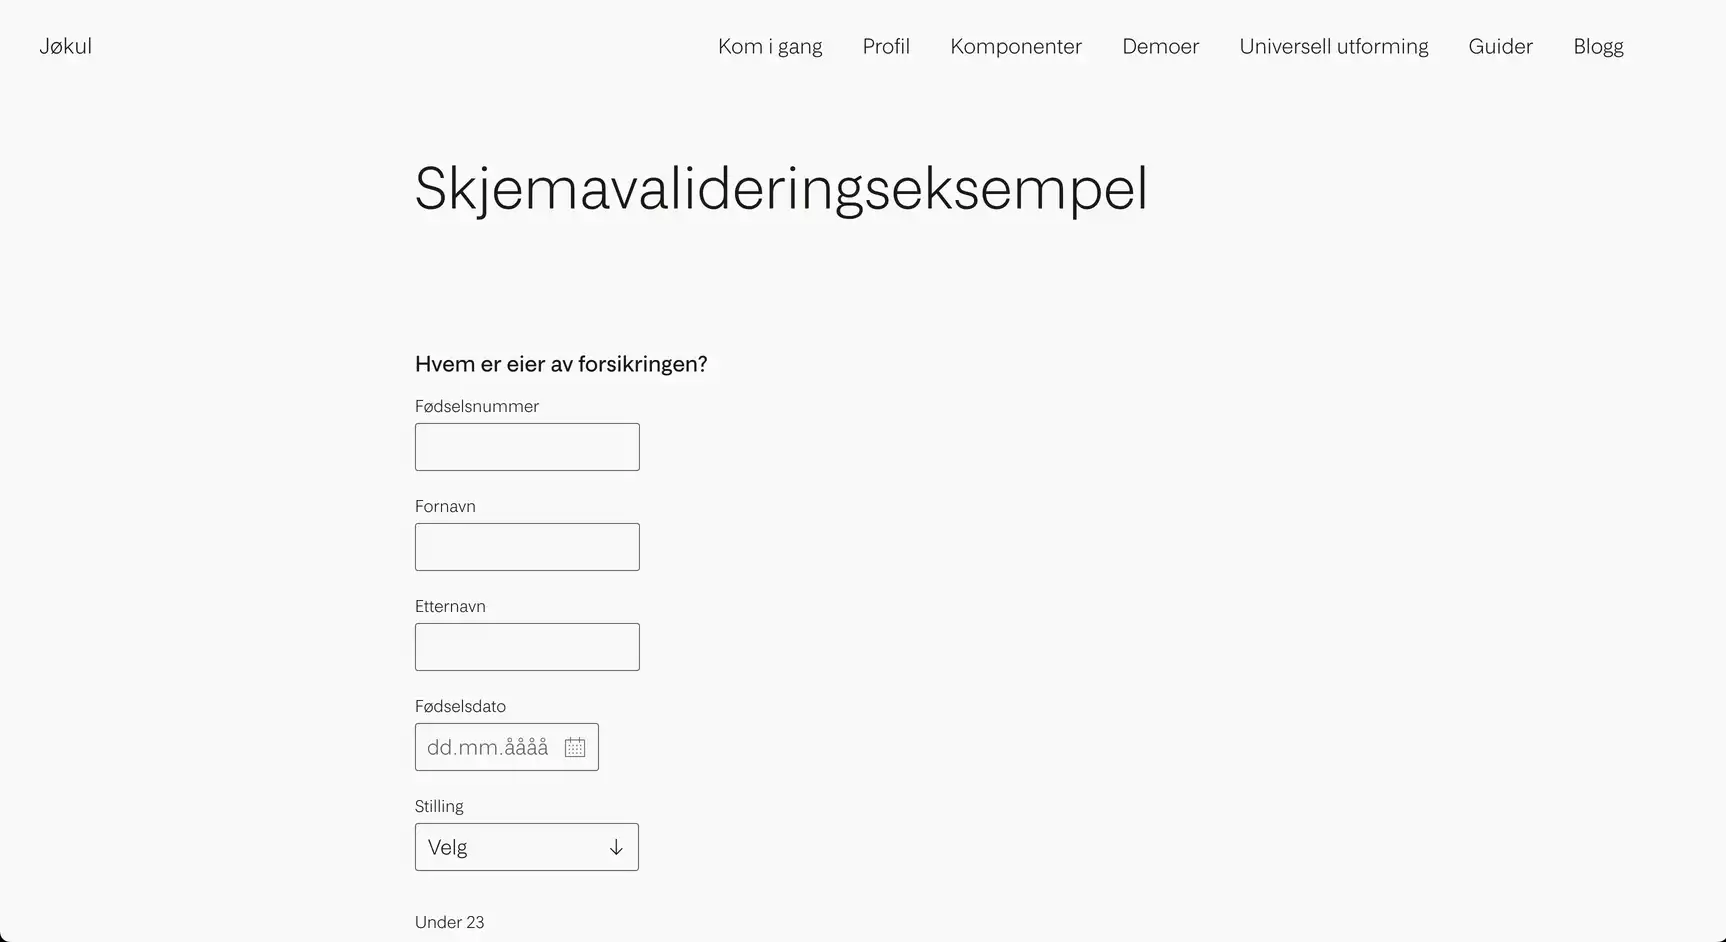 Jøkul
Kom i gang Profil Komponenter Demoer Universell utforming Guider Blogg
Skjemavalideringseksempel
Hvem er eier av forsikringen?
Fødselsnummer
Fornavn
Etternavn
Fødselsdato
dd.mm.åååå
Stilling
Velg
Under 23